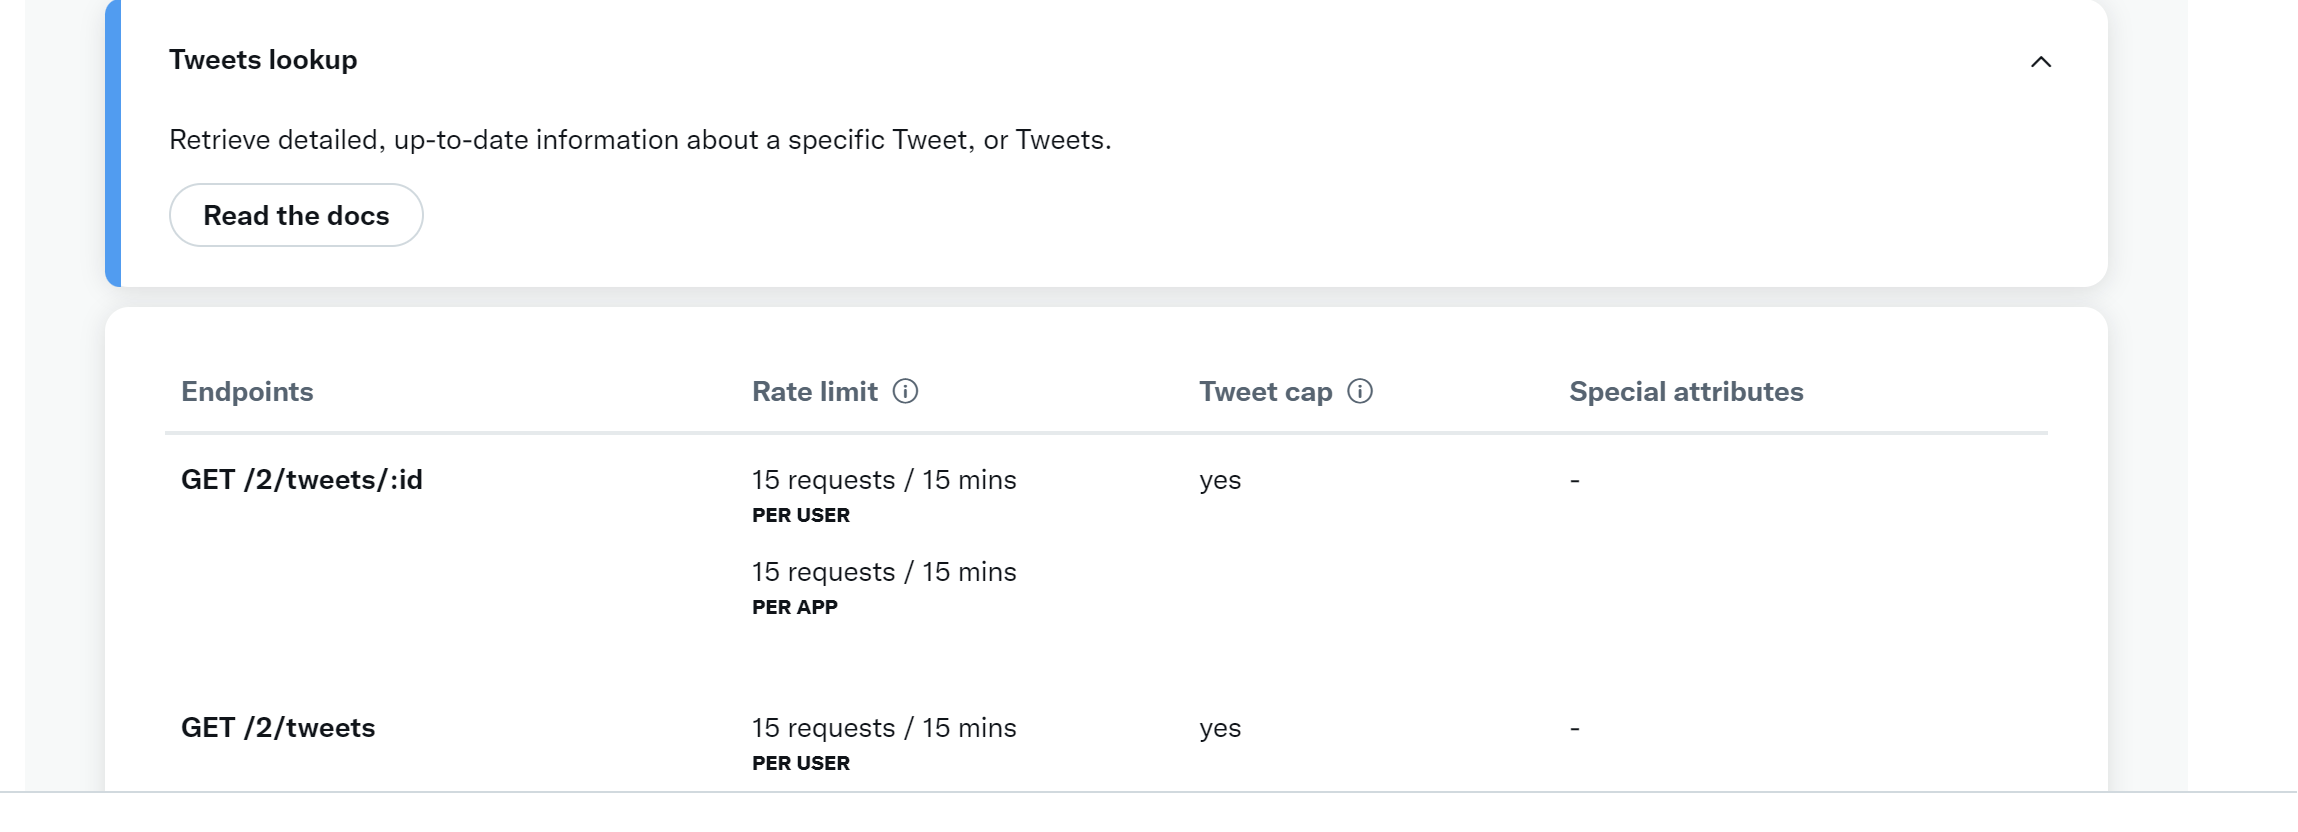 Tweets lookup
Retrieve detailed, up-to-date information about a specific Tweet, or Tweets.
Read the docs
Endpoints Rate limit Tweet cap Special attributes
GET /2/tweets/:id 15 requests / 15 mins yes -
PER USER
15 requests / 15 mins
PER APP
GET /2/tweets 15 requests / 15 mins yes -
PER USER